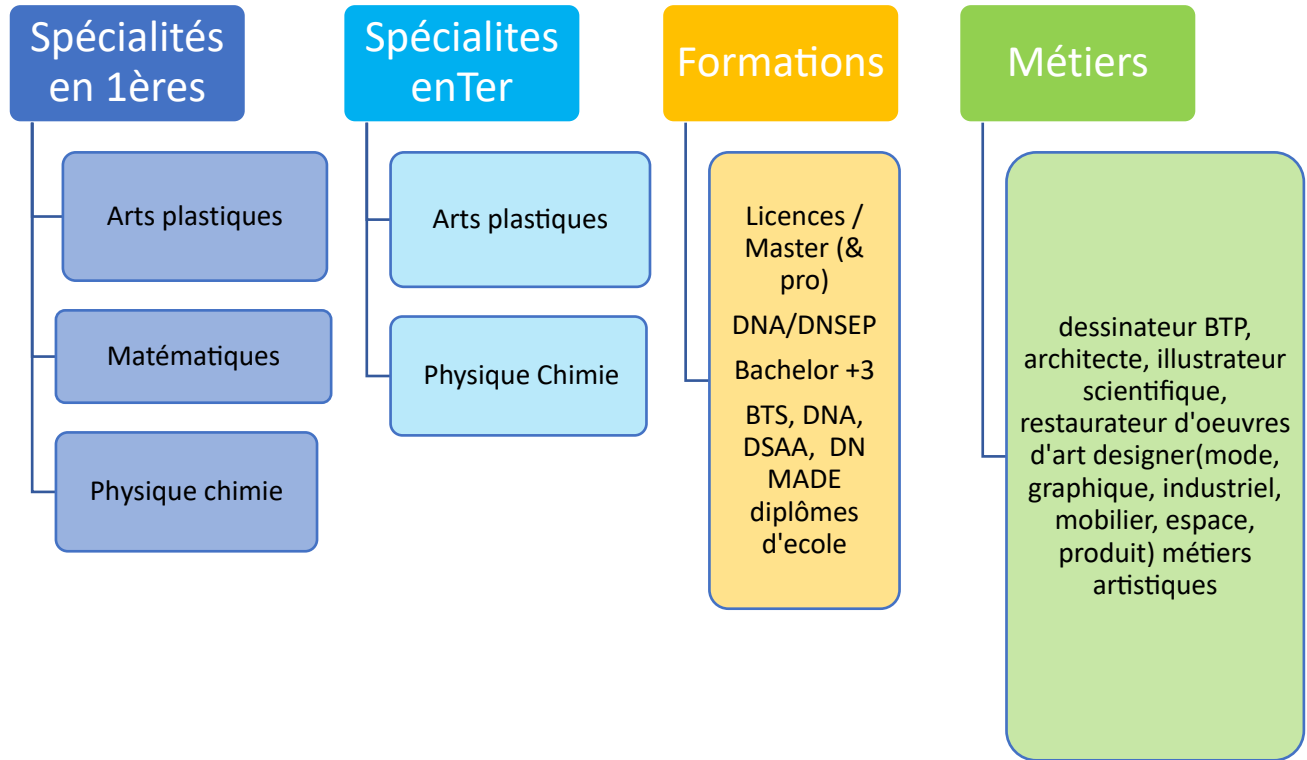 Spécialités
en 1ères
Arts plastiques
Matématiques
Physique chimie
Spécialites
enTer
Arts plastiques
Physique Chimie
Formations
Licences /
Master (&
pro)
DNA/DNSEP
Bachelor +3
BTS, DNA,
DSAA, DN
MADE
diplômes
d'ecole
Métiers
dessinateur BTP,
architecte, illustrateur
scientifique,
restaurateur d'oeuvres
d'art designer(mode,
graphique, industriel,
mobilier, espace,
produit) métiers
artistiques